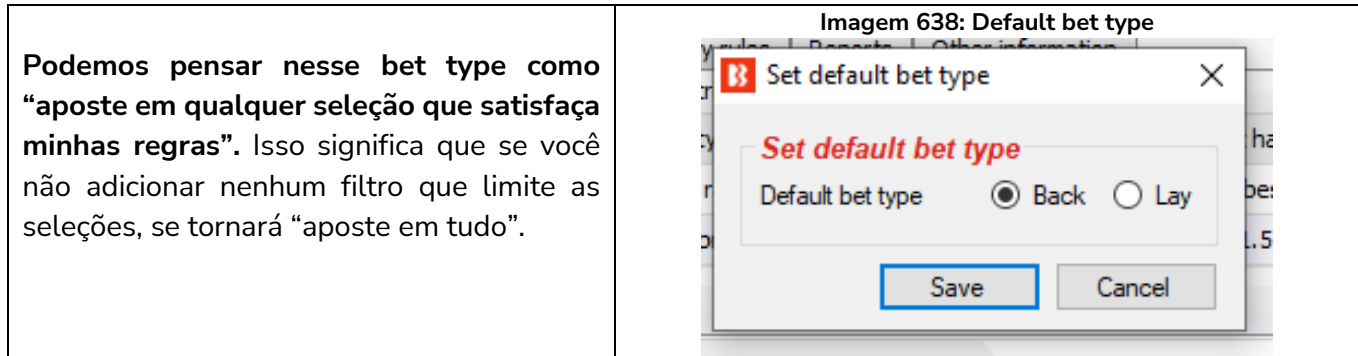 Podemos pensar nesse bet type como
“aposte em qualquer seleção que satisfaça
minhas regras”. Isso significa que se você
não adicionar nenhum filtro que limite as
seleções, se tornará “aposte em tudo”.
Imagem 638: Default bet type
Set default bet type
Set default bet type
Default bet type Back Lay
Save Cancel